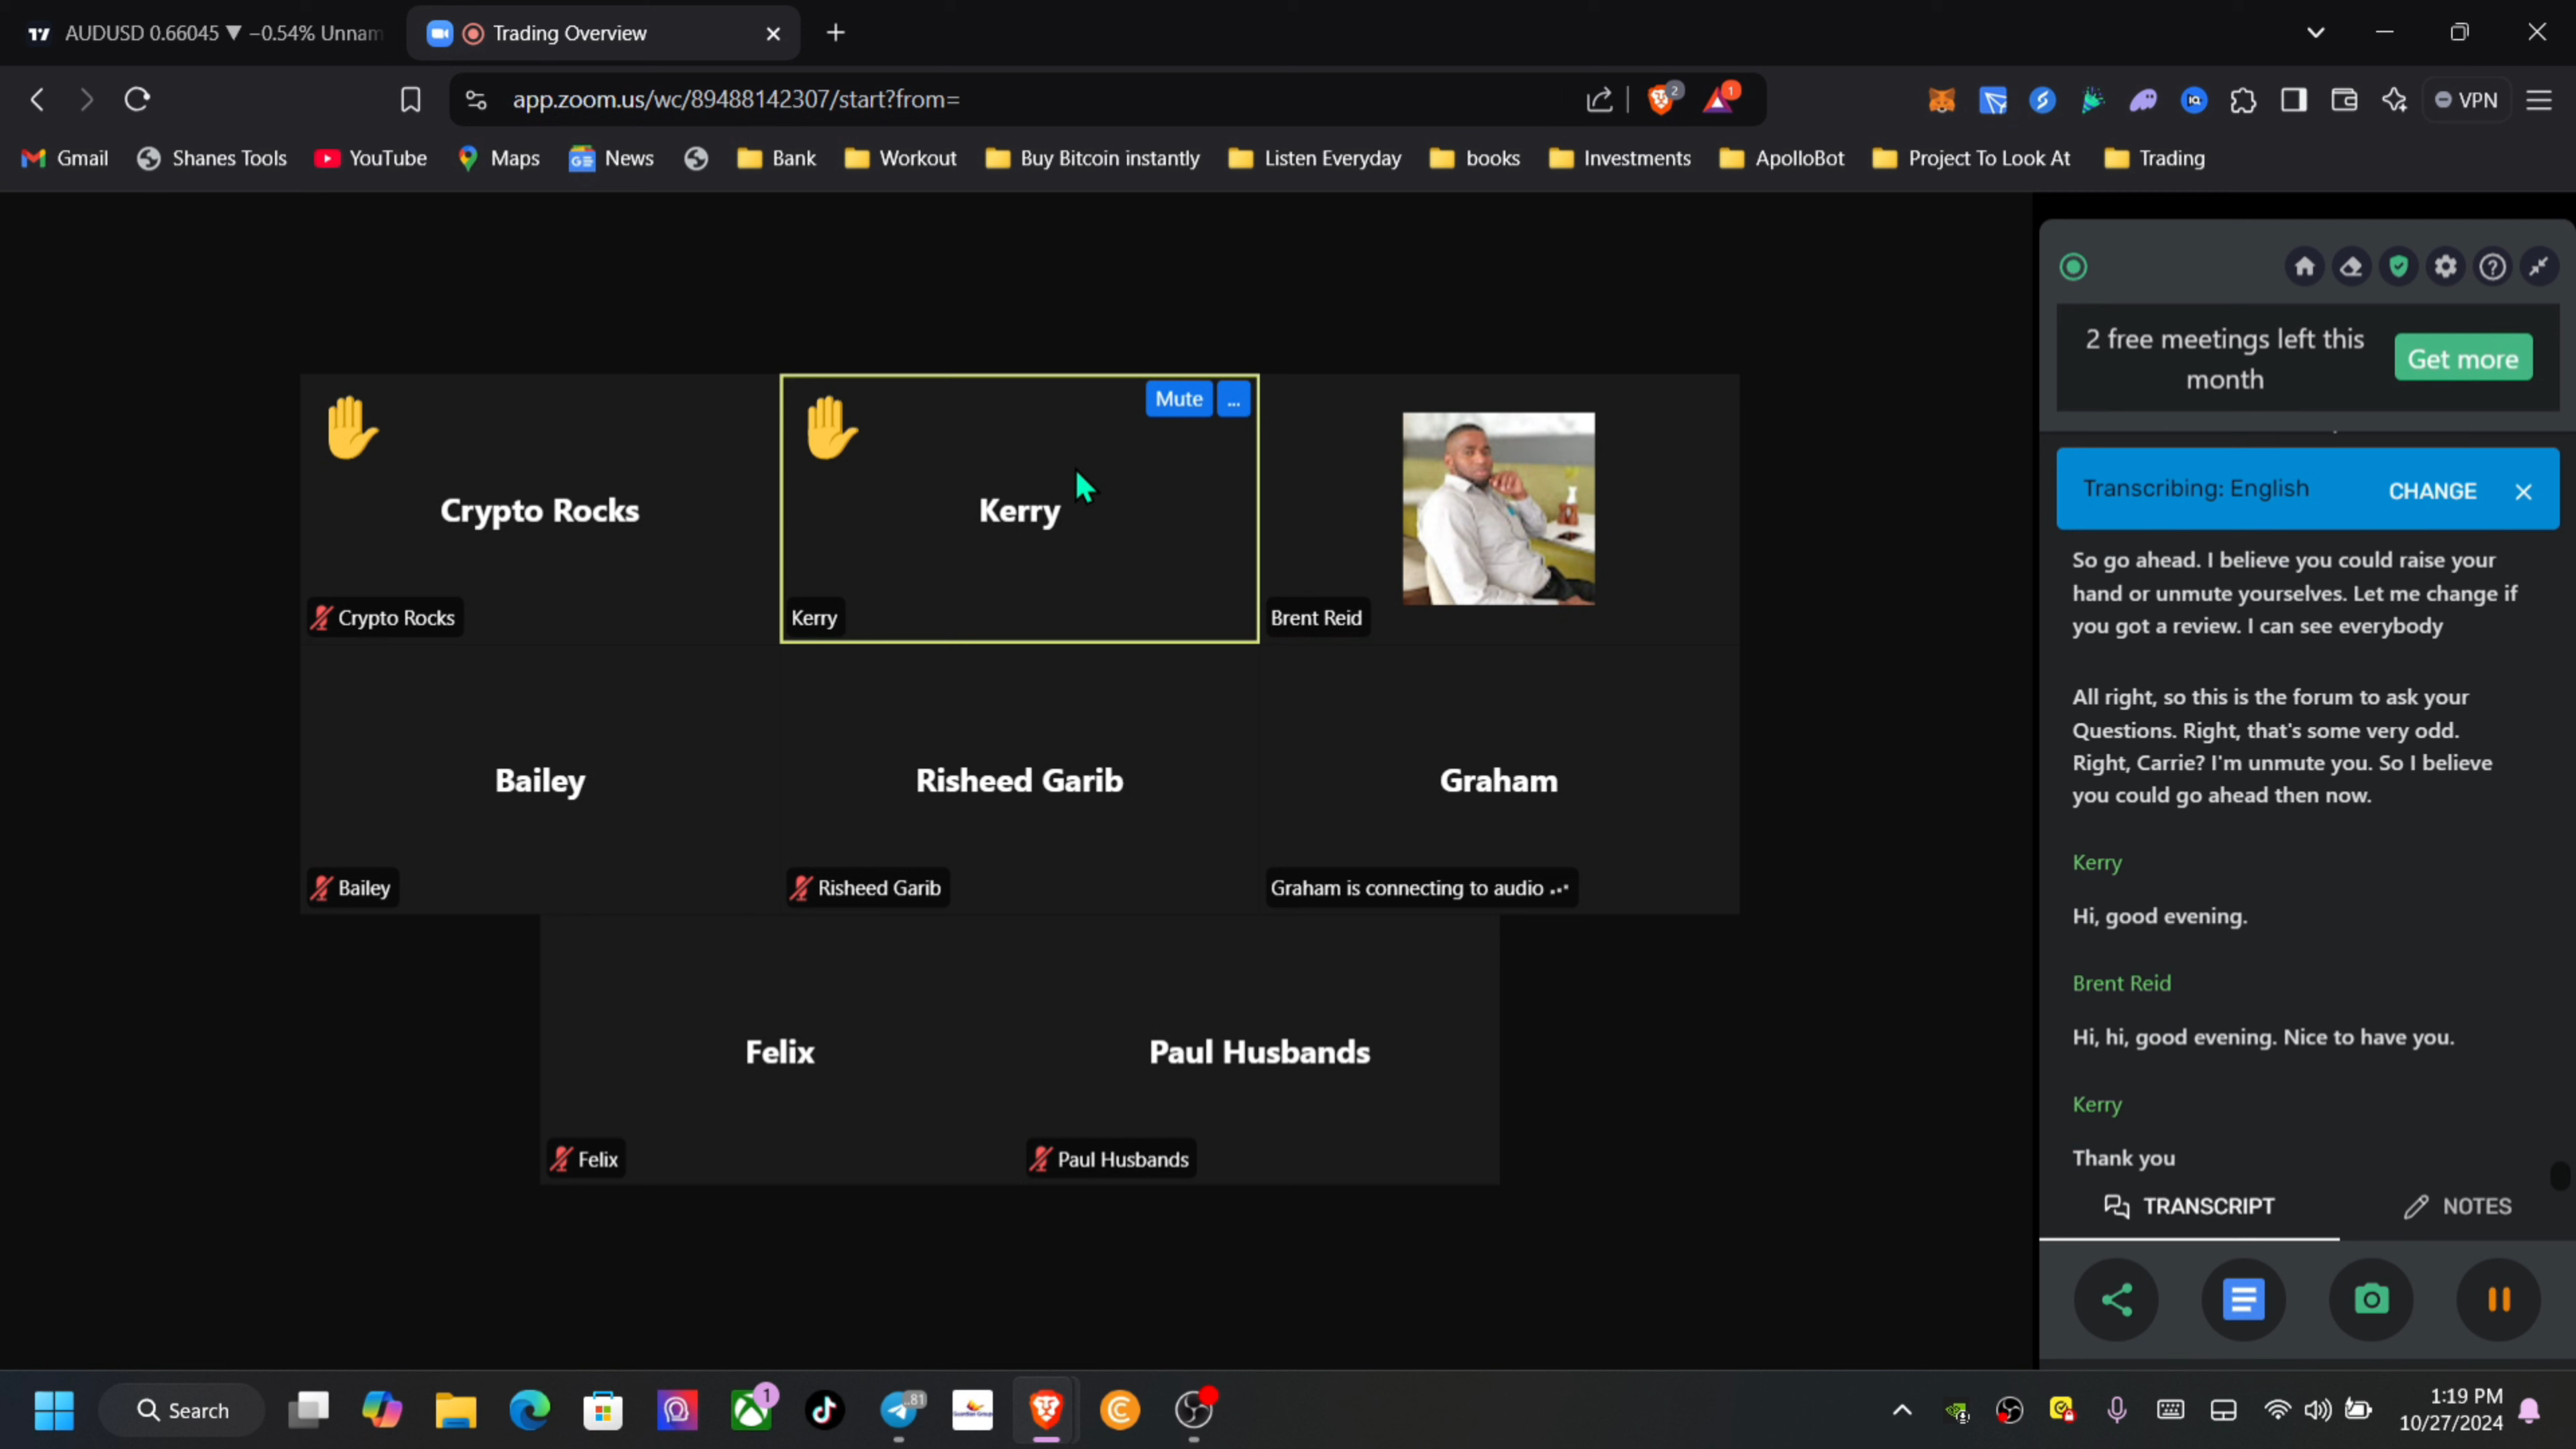 AUDUSD 0.66045 ▼ −0.54% Unnam
Trading Overview
app.zoom.us/wc/89488142307/start?from=
2
1
VPN
Gmail
Shanes Tools
YouTube
Maps
News
Bank
Workout
Buy Bitcoin instantly
Listen Everyday
books
Investments
ApolloBot
Project To Look At
Trading
Crypto Rocks
Crypto Rocks
Mute
...
Kerry
Kerry
Brent Reid
Bailey
Bailey
Risheed Garib
Risheed Garib
Graham
Graham is connecting to audio
Felix
Felix
Paul Husbands
Paul Husbands
2 free meetings left this
month
Get more
Transcribing: English
CHANGE
So go ahead. I believe you could raise your
hand or unmute yourselves. Let me change if
you got a review. I can see everybody
All right, so this is the forum to ask your
Questions. Right, that's some very odd.
Right, Carrie? I'm unmute you. So I believe
you could go ahead then now.
Kerry
Hi, good evening.
Brent Reid
Hi, hi, good evening. Nice to have you.
Kerry
Thank you
TRANSCRIPT
NOTES
Search
1
..81
1:19 PM
10/27/2024